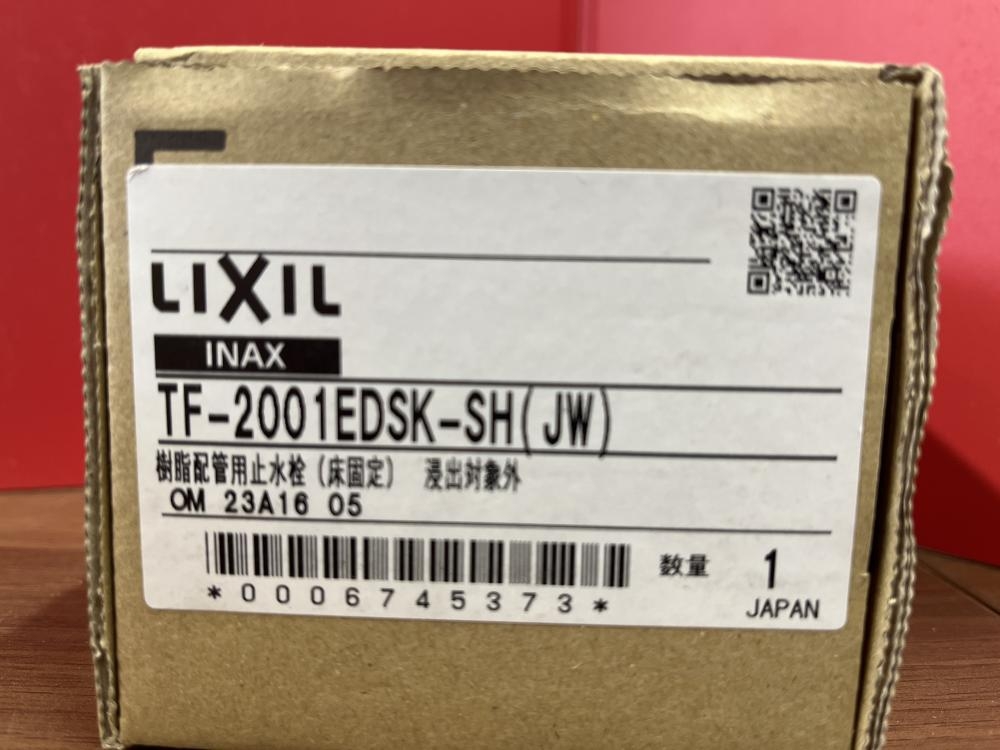 LIXIL
INAX
TF-2001EDSK-SH(JW)
樹脂配管用止水栓（床固定）　浸出対象外
OM 23A16 05
*0006745373*
数量 1
JAPAN